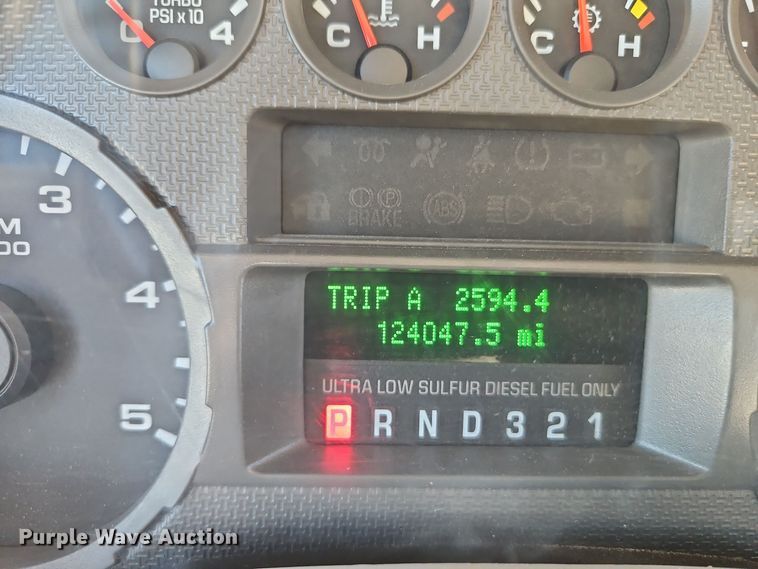 TURBO
PSI x 10
0 4
C H
C H
BRAKE
ABS
3
4
5
M
00
TRIP A 2594.4
124047.5 mi
ULTRA LOW SULFUR DIESEL FUEL ONLY
P R N D 3 2 1
Purple Wave Auction